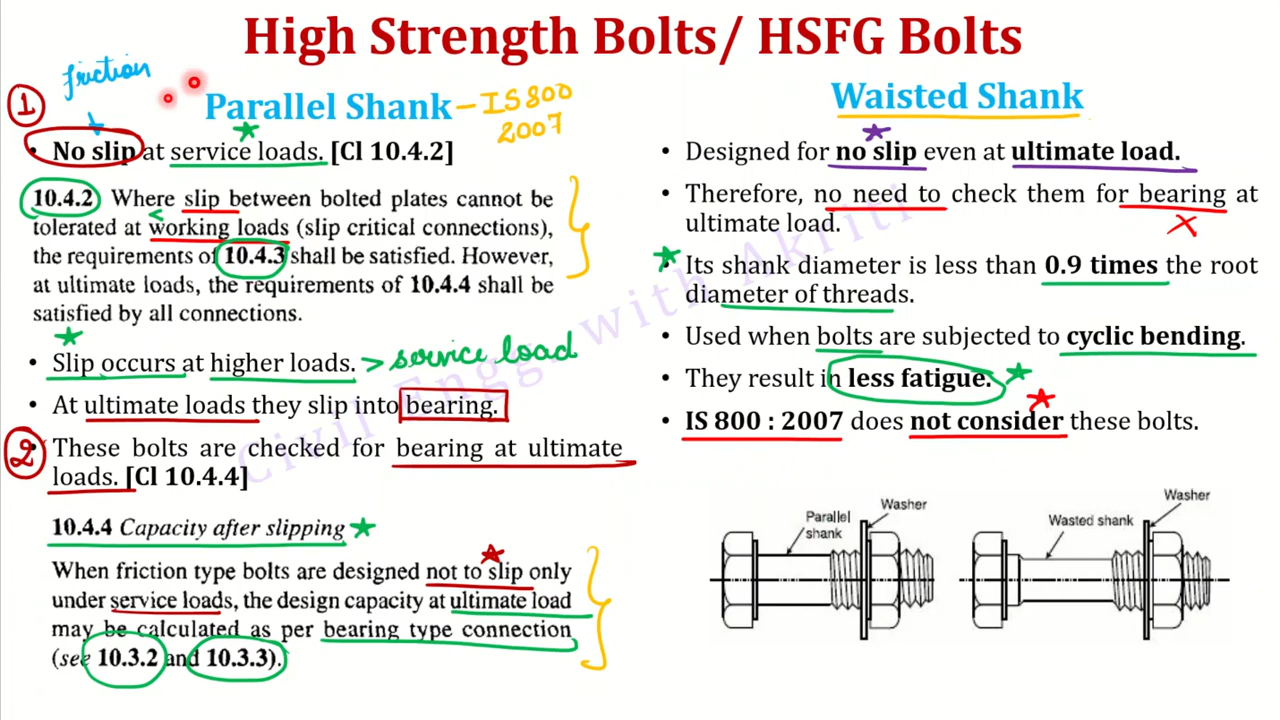 High Strength Bolts/ HSFG Bolts
friction
1
Parallel Shank – IS 800
2007
• No slip at service loads. [Cl 10.4.2]
10.4.2 Where slip between bolted plates cannot be
tolerated at working loads (slip critical connections),
the requirements of 10.4.3 shall be satisfied. However,
at ultimate loads, the requirements of 10.4.4 shall be
satisfied by all connections.
• Slip occurs at higher loads. > service load
• At ultimate loads they slip into bearing.
2
• These bolts are checked for bearing at ultimate
loads. [Cl 10.4.4]
10.4.4 Capacity after slipping
When friction type bolts are designed not to slip only
under service loads, the design capacity at ultimate load
may be calculated as per bearing type connection
(see 10.3.2 and 10.3.3).
Waisted Shank
• Designed for no slip even at ultimate load.
• Therefore, no need to check them for bearing at
ultimate load.
• Its shank diameter is less than 0.9 times the root
diameter of threads.
• Used when bolts are subjected to cyclic bending.
• They result in less fatigue.
• IS 800 : 2007 does not consider these bolts.
Parallel
shank
Washer
Wasted shank
Washer
Civil Engg. with Akriti